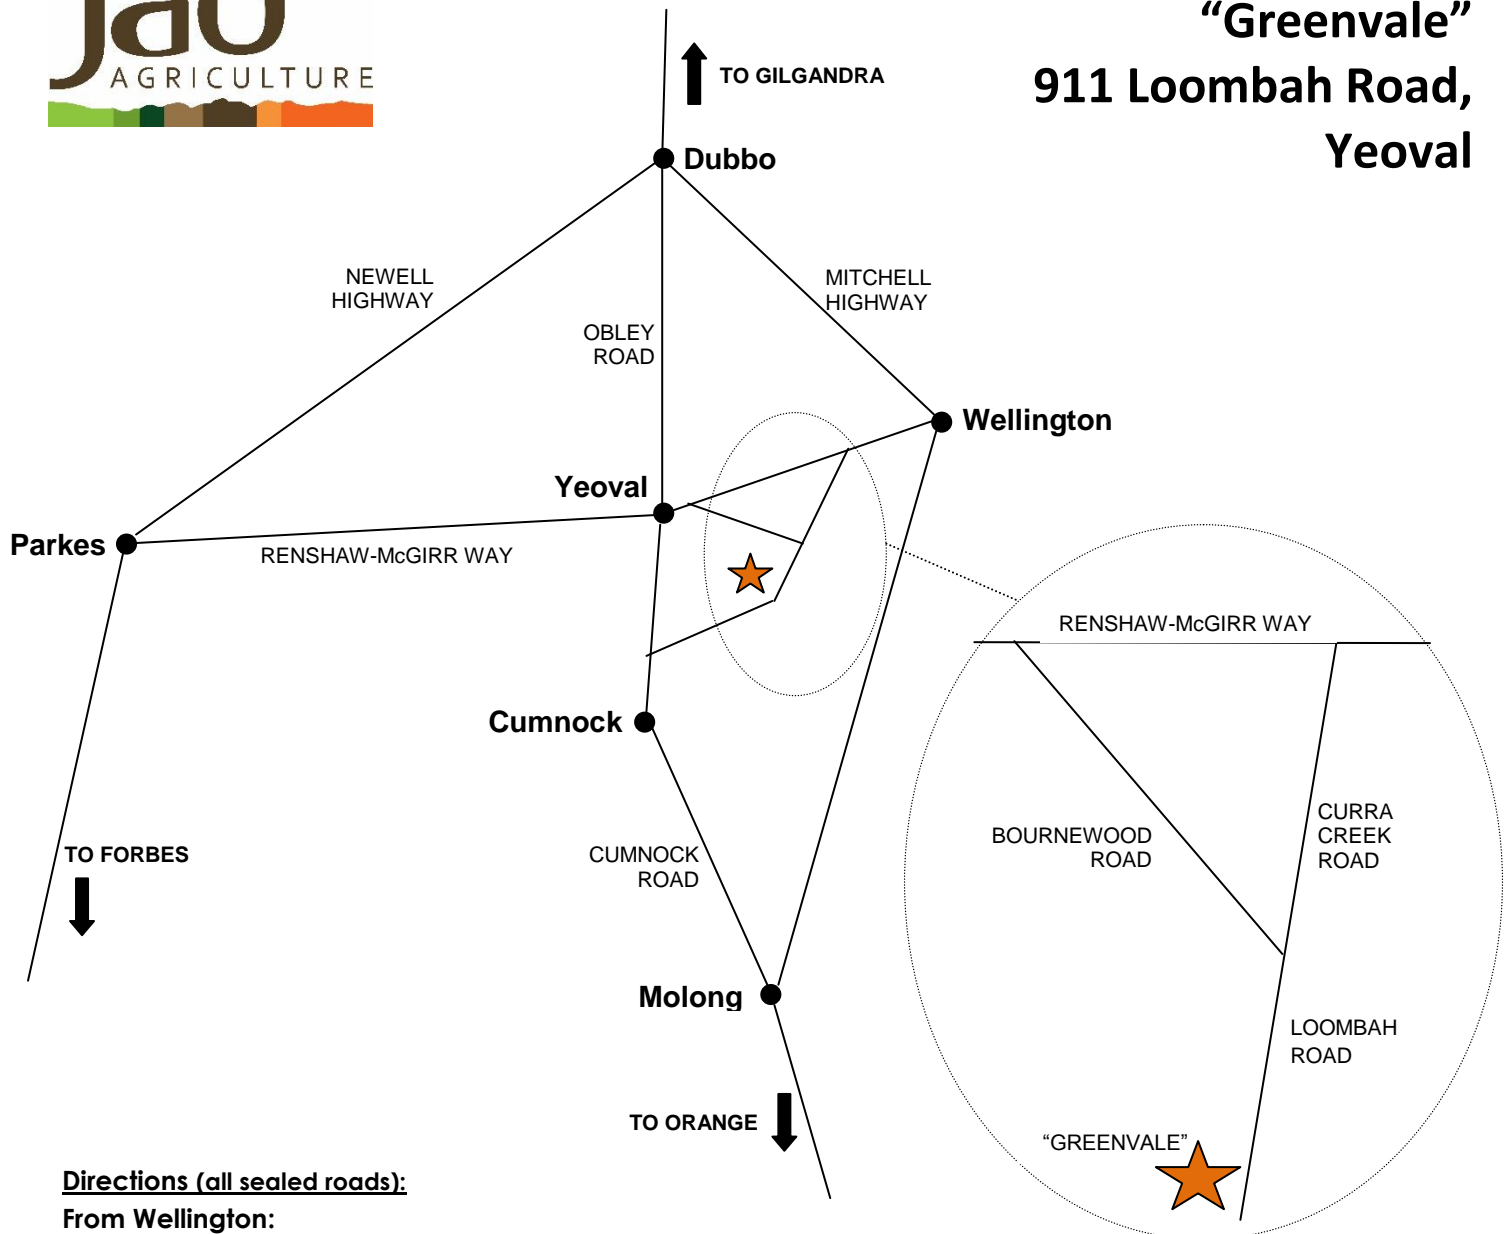 Jad
AGRICULTURE
“Greenvale”
911 Loombah Road,
Yeoval
TO GILGANDRA
Dubbo
NEWELL
HIGHWAY
MITCHELL
HIGHWAY
OBLEY
ROAD
Wellington
Yeoval
Parkes
RENSHAW-McGIRR WAY
RENSHAW-McGIRR WAY
Cumnock
CURRA
CREEK
ROAD
BOURNEWOOD
ROAD
TO FORBES
CUMNOCK
ROAD
Molong
LOOMBAH
ROAD
TO ORANGE
“GREENVALE”
Directions (all sealed roads):
From Wellington: